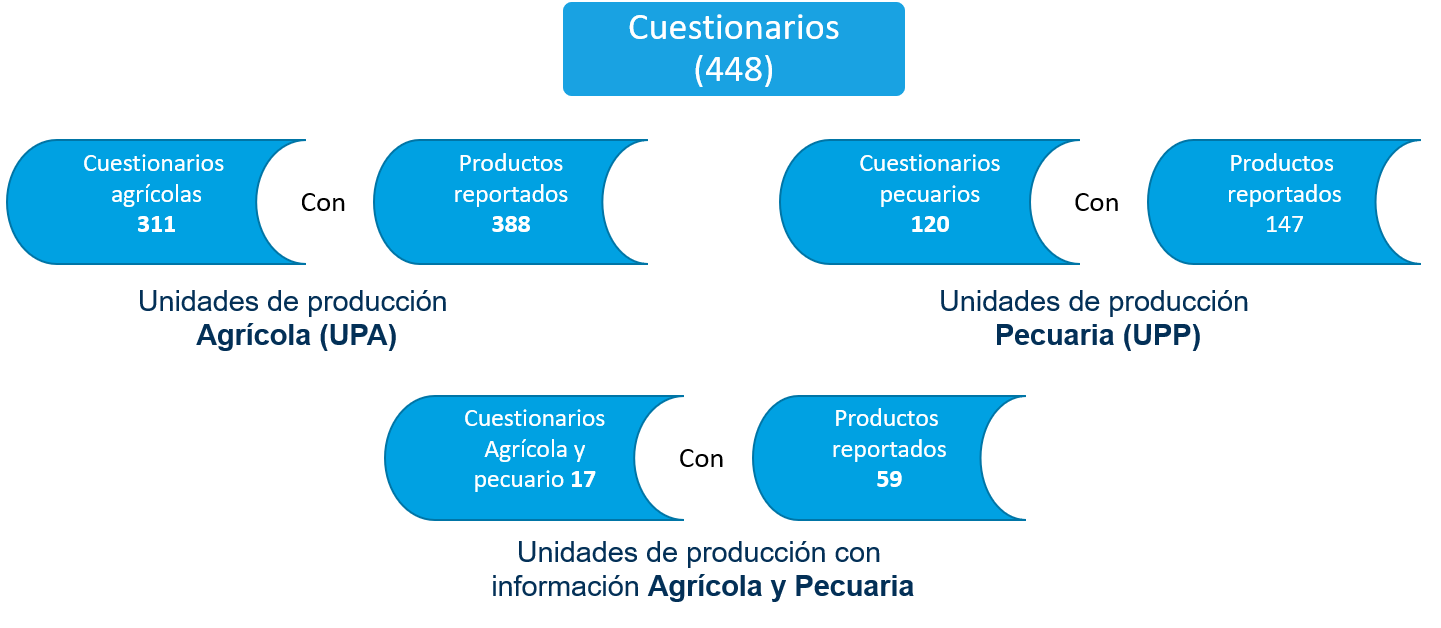 Cuestionarios
(448)
Cuestionarios
agrícolas
311
Con
Productos
reportados
388
Unidades de producción
Agrícola (UPA)
Cuestionarios
pecuarios
120
Con
Productos
reportados
147
Unidades de producción
Pecuaria (UPP)
Cuestionarios
Agrícola y
pecuario 17
Con
Productos
reportados
59
Unidades de producción con
información Agrícola y Pecuaria